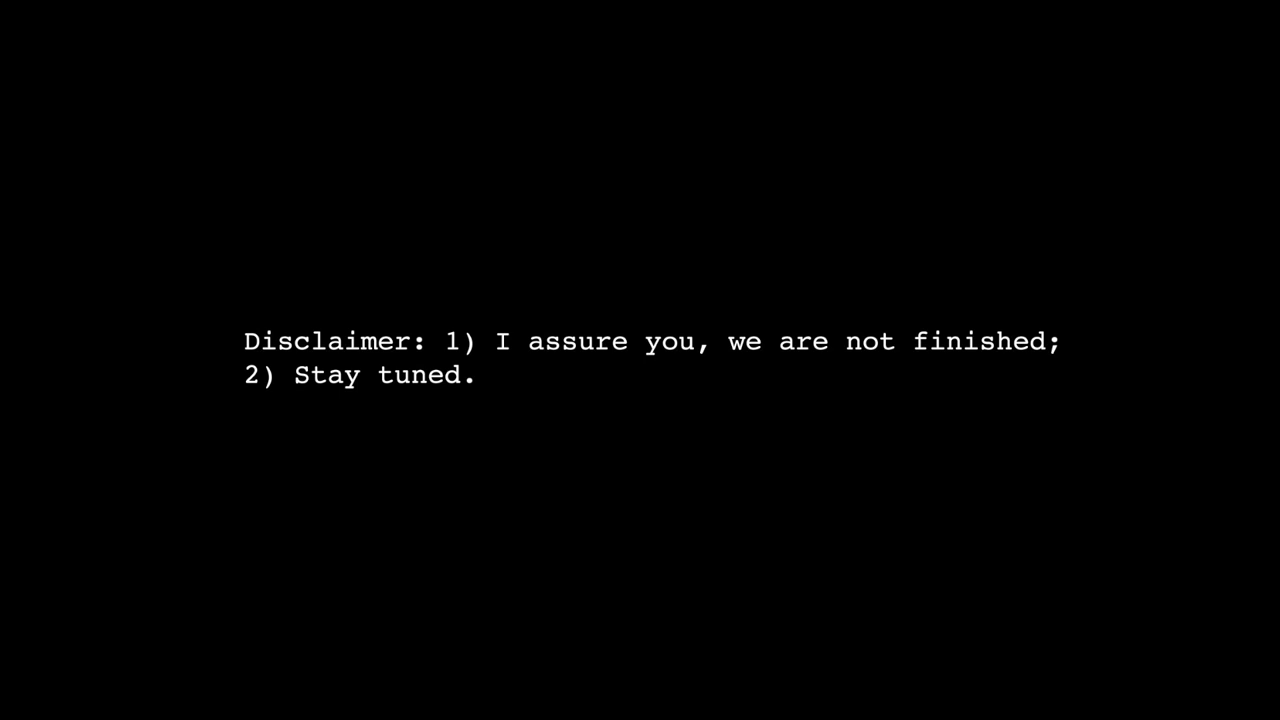 Disclaimer: 1) I assure you, we are not finished;
2) Stay tuned.